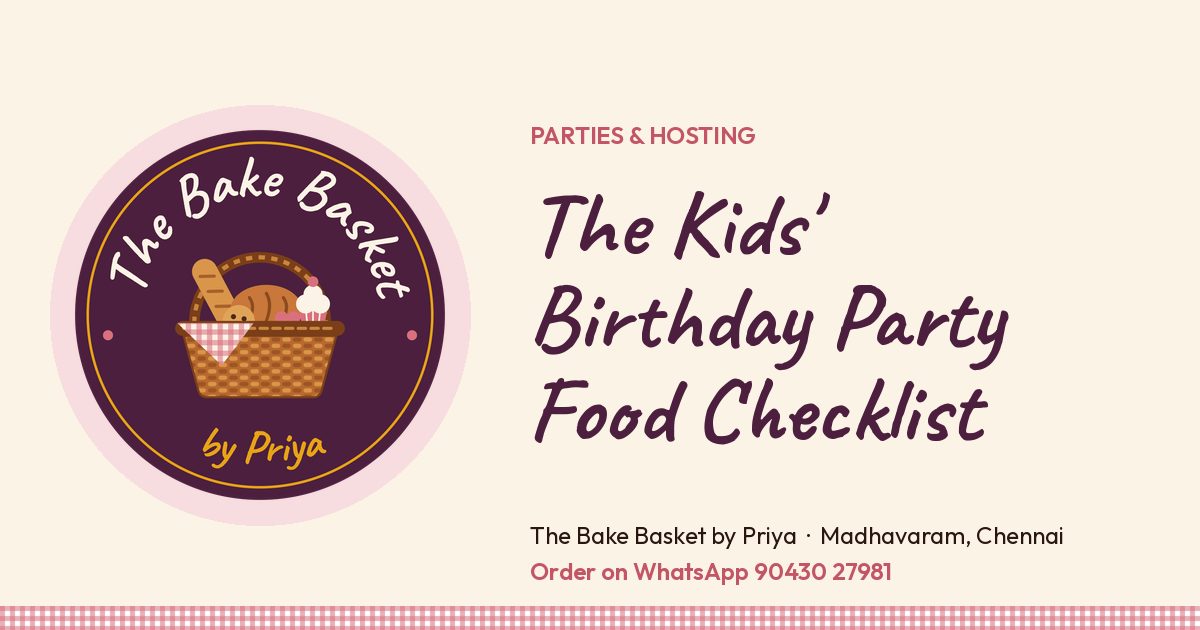 The Bake Basket
by Priya
PARTIES & HOSTING
The Kids'
Birthday Party
Food Checklist
The Bake Basket by Priya · Madhavaram, Chennai
Order on WhatsApp 90430 27981